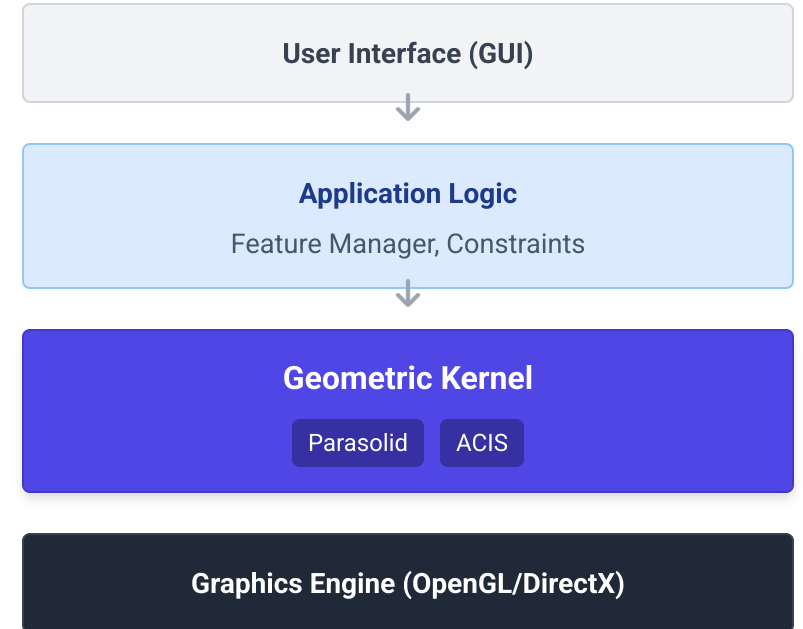 User Interface (GUI)
Application Logic
Feature Manager, Constraints
Geometric Kernel
Parasolid ACIS
Graphics Engine (OpenGL/DirectX)